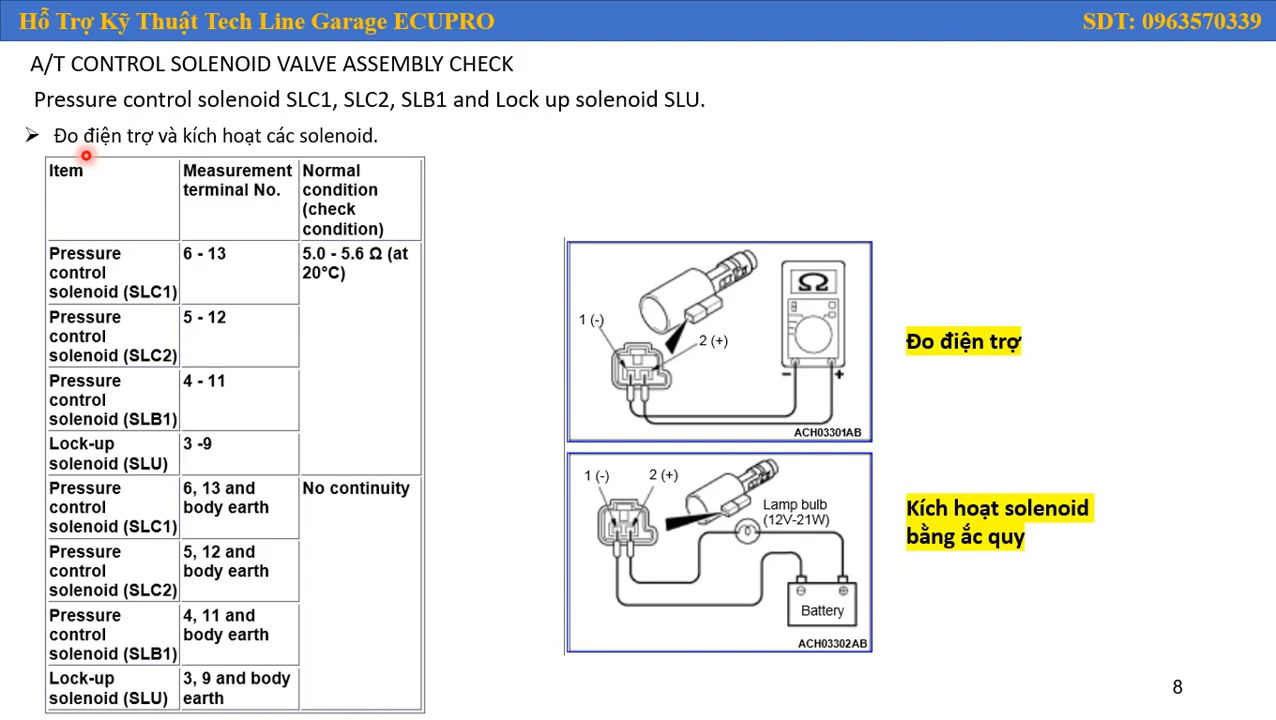 Hỗ Trợ Kỹ Thuật Tech Line Garage ECUPRO
SDT: 0963570339
A/T CONTROL SOLENOID VALVE ASSEMBLY CHECK
Pressure control solenoid SLC1, SLC2, SLB1 and Lock up solenoid SLU.
➢ Đo điện trợ và kích hoạt các solenoid.
Item
Measurement
terminal No.
Normal
condition
(check
condition)
Pressure
control
solenoid (SLC1)
6 - 13
5.0 - 5.6 Ω (at
20°C)
Pressure
control
solenoid (SLC2)
5 - 12
Pressure
control
solenoid (SLB1)
4 - 11
Lock-up
solenoid (SLU)
3 -9
Pressure
control
solenoid (SLC1)
6, 13 and
body earth
No continuity
Pressure
control
solenoid (SLC2)
5, 12 and
body earth
Pressure
control
solenoid (SLB1)
4, 11 and
body earth
Lock-up
solenoid (SLU)
3, 9 and body
earth
Ω
1 (-)
2 (+)
- +
ACH03301AB
Đo điện trợ
1 (-)
2 (+)
Lamp bulb
(12V-21W)
Battery
ACH03302AB
Kích hoạt solenoid
bằng ắc quy
8